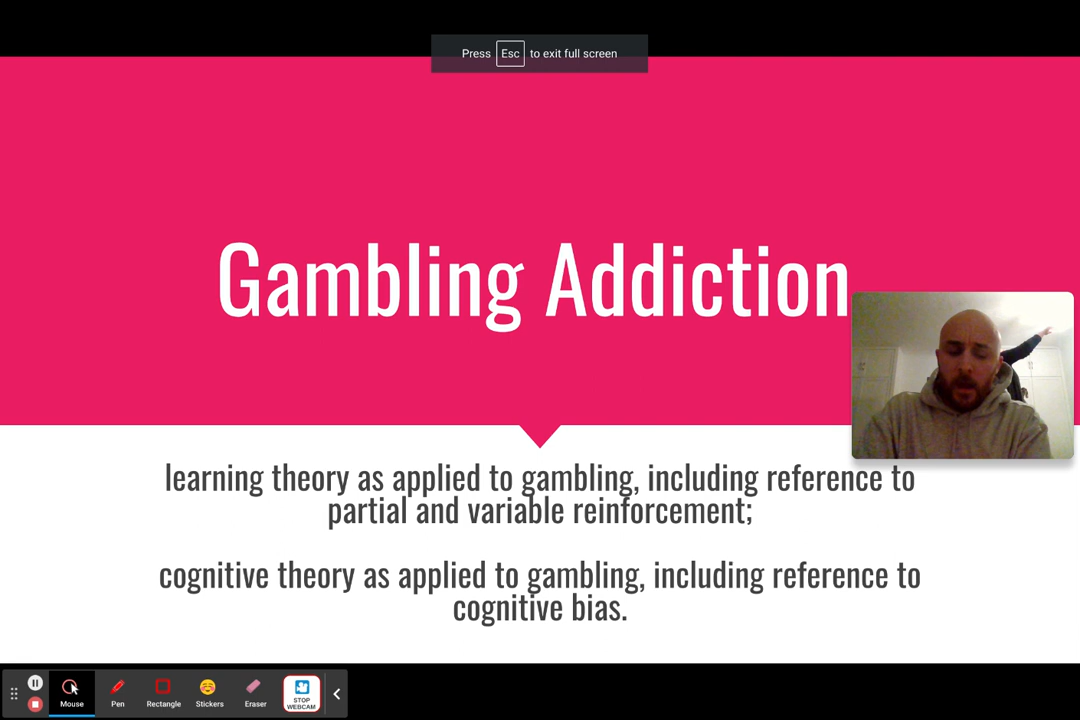 Press Esc to exit full screen
Gambling Addiction
learning theory as applied to gambling, including reference to
partial and variable reinforcement;
cognitive theory as applied to gambling, including reference to
cognitive bias.
Mouse
Pen
Rectangle
Stickers
Eraser
STOP
WEBCAM